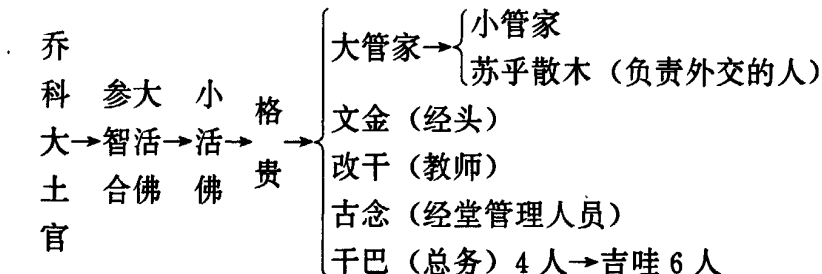 乔科大土官→参智合大活佛→小活佛→格贵→
大管家→
小管家
苏乎散木（负责外交的人）
文金（经头）
改干（教师）
古念（经堂管理人员）
干巴（总务）4人→吉哇6人